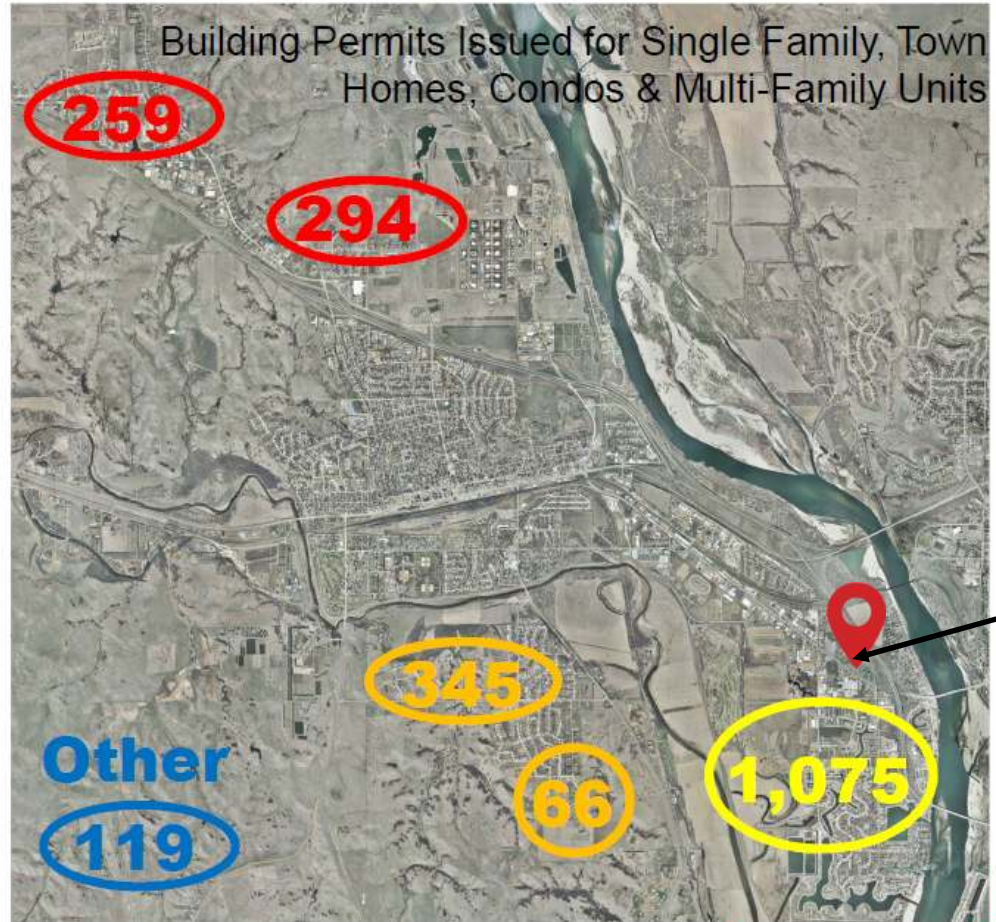 Building Permits Issued for Single Family, Town
Homes, Condos & Multi-Family Units
259
294
345
Other
66
1,075
119